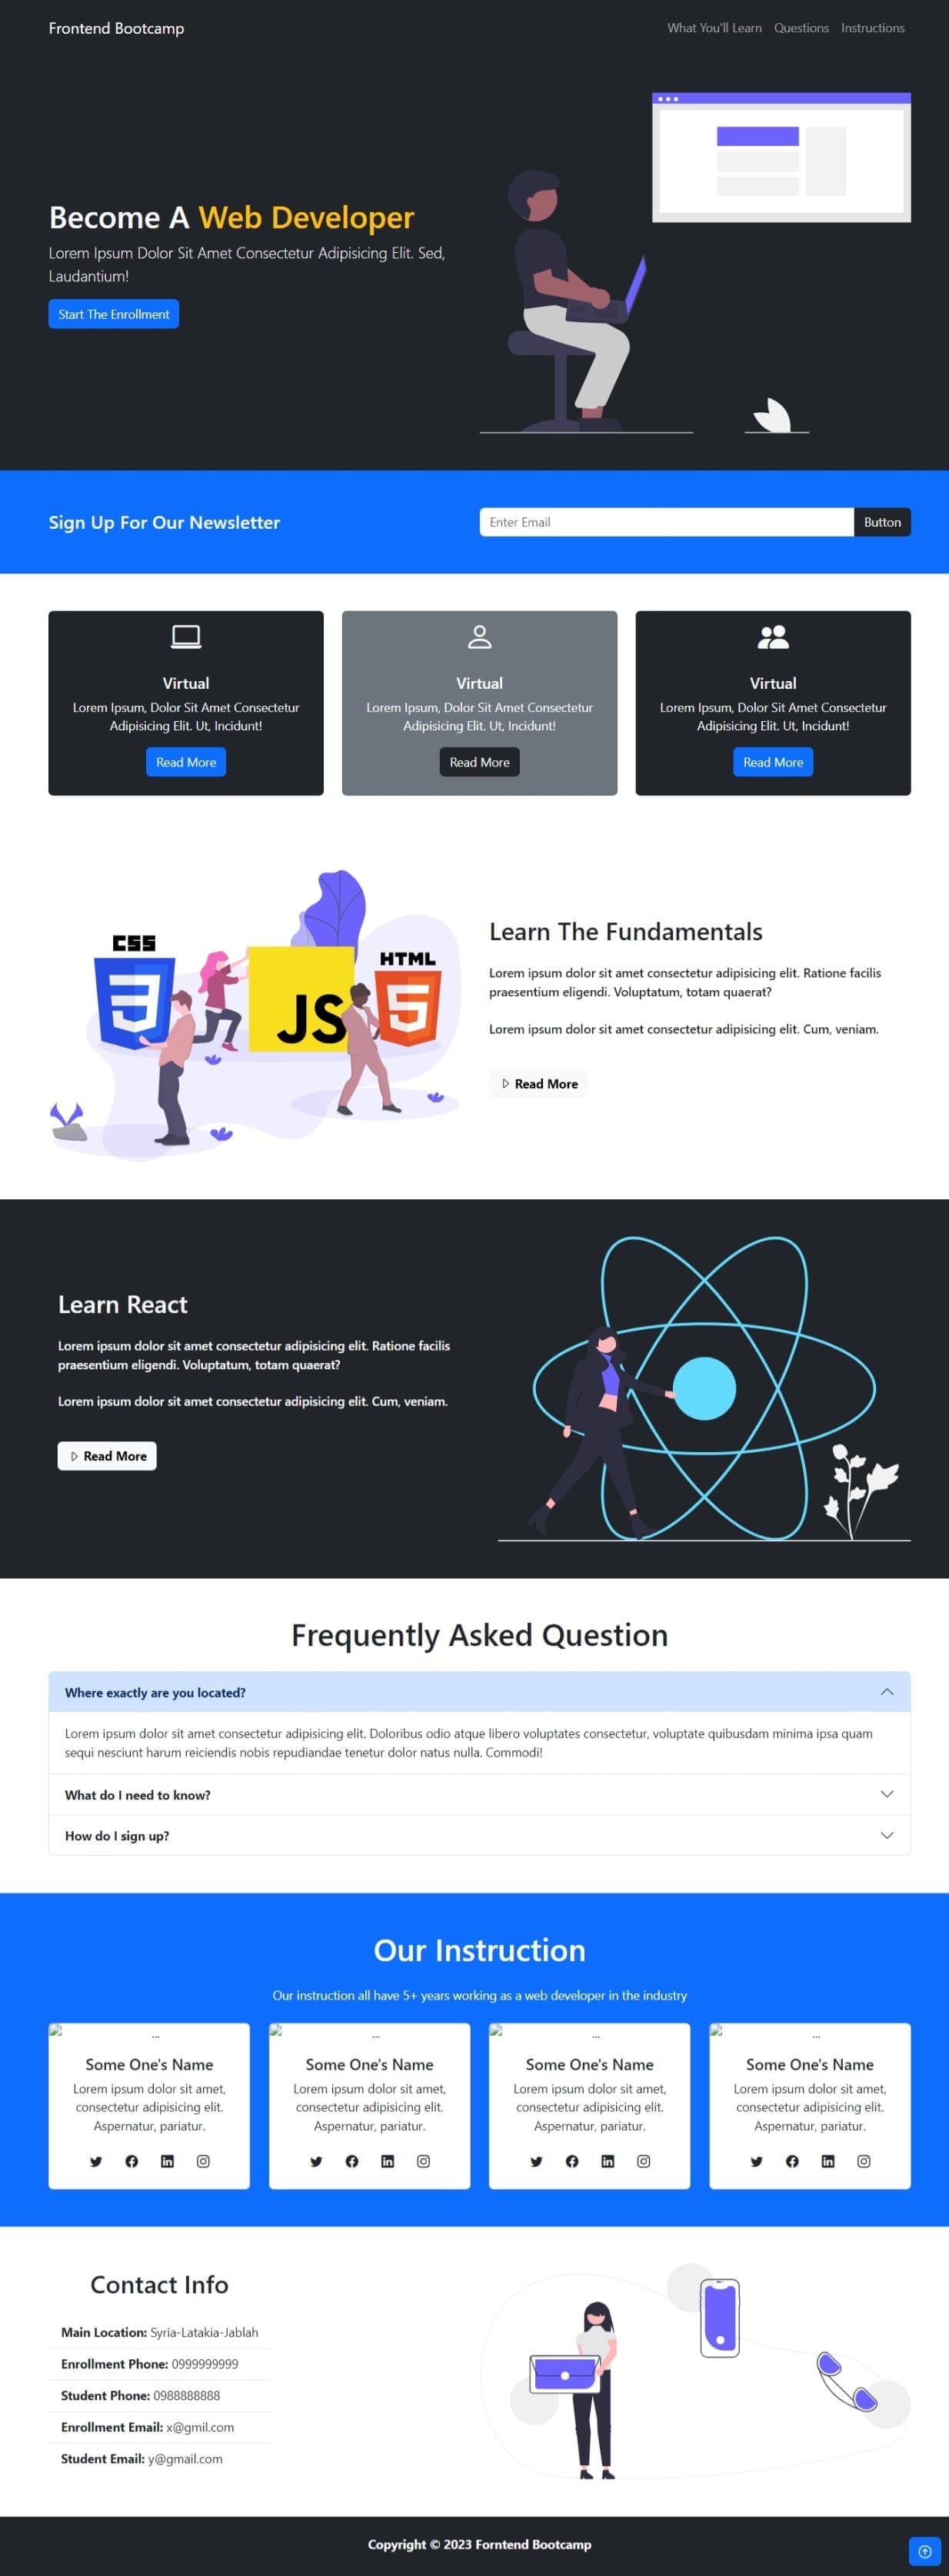 Frontend Bootcamp
What You'll Learn Questions Instructions
Become A Web Developer
Lorem Ipsum Dolor Sit Amet Consectetur Adipisicing Elit. Sed,
Laudantium!
Start The Enrollment
Sign Up For Our Newsletter
Enter Email
Button
Virtual
Lorem Ipsum, Dolor Sit Amet Consectetur
Adipisicing Elit. Ut, Incidunt!
Read More
Virtual
Lorem Ipsum, Dolor Sit Amet Consectetur
Adipisicing Elit. Ut, Incidunt!
Read More
Virtual
Lorem Ipsum, Dolor Sit Amet Consectetur
Adipisicing Elit. Ut, Incidunt!
Read More
CSS
3
JS
HTML
5
Learn The Fundamentals
Lorem ipsum dolor sit amet consectetur adipisicing elit. Ratione facilis
praesentium eligendi. Voluptatum, totam quaerat?
Lorem ipsum dolor sit amet consectetur adipisicing elit. Cum, veniam.
Read More
Learn React
Lorem ipsum dolor sit amet consectetur adipisicing elit. Ratione facilis
praesentium eligendi. Voluptatum, totam quaerat?
Lorem ipsum dolor sit amet consectetur adipisicing elit. Cum, veniam.
Read More
Frequently Asked Question
Where exactly are you located?
Lorem ipsum dolor sit amet consectetur adipisicing elit. Doloribus odio atque libero voluptates consectetur, voluptate quibusdam minima ipsa quam
sequi nesciunt harum reiciendis nobis repudiandae tenetur dolor natus nulla. Commodi!
What do I need to know?
How do I sign up?
Our Instruction
Our instruction all have 5+ years working as a web developer in the industry
...
Some One's Name
Lorem ipsum dolor sit amet,
consectetur adipisicing elit.
Aspernatur, pariatur.
...
Some One's Name
Lorem ipsum dolor sit amet,
consectetur adipisicing elit.
Aspernatur, pariatur.
...
Some One's Name
Lorem ipsum dolor sit amet,
consectetur adipisicing elit.
Aspernatur, pariatur.
...
Some One's Name
Lorem ipsum dolor sit amet,
consectetur adipisicing elit.
Aspernatur, pariatur.
Contact Info
Main Location: Syria-Latakia-Jablah
Enrollment Phone: 0999999999
Student Phone: 0988888888
Enrollment Email: x@gmil.com
Student Email: y@gmail.com
Copyright © 2023 Forntend Bootcamp